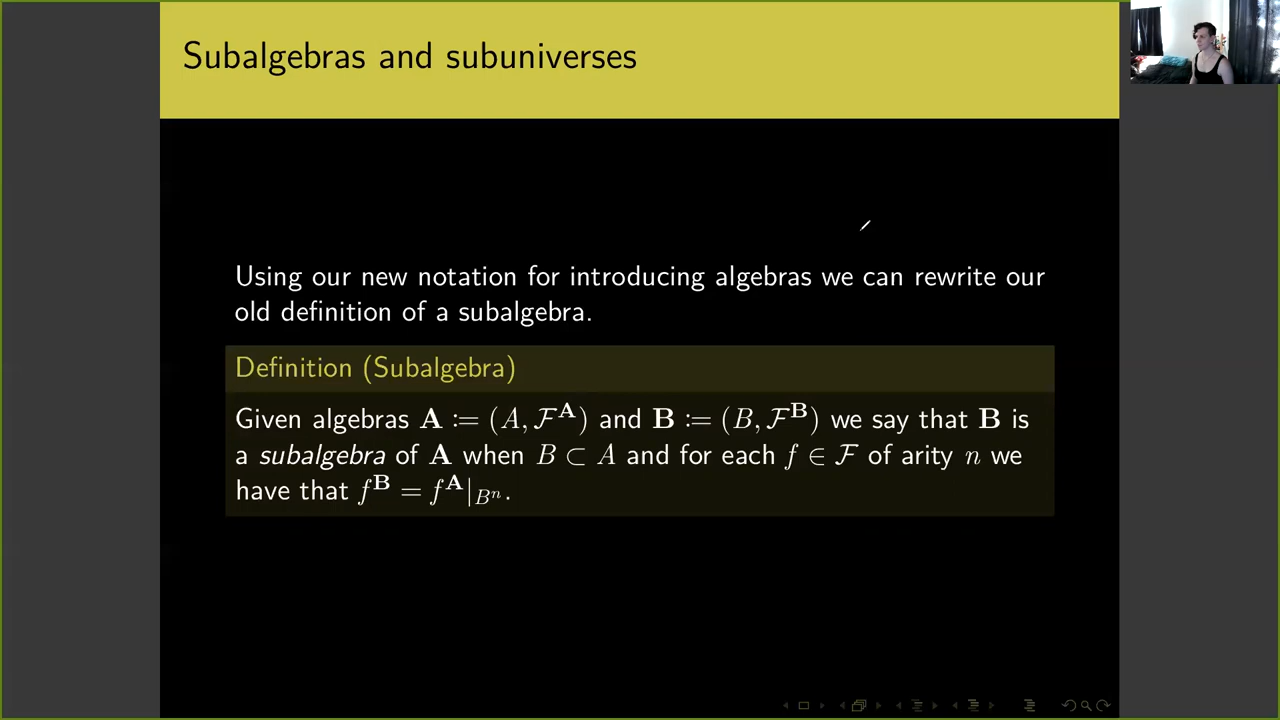 Subalgebras and subuniverses
Using our new notation for introducing algebras we can rewrite our
old definition of a subalgebra.
Definition (Subalgebra)
Given algebras 𝐀 ≔ (A, ℱ^𝐀) and 𝐁 ≔ (B, ℱ^𝐁) we say that 𝐁 is
a subalgebra of 𝐀 when B ⊂ A and for each f ∈ ℱ of arity n we
have that f^𝐁 = f^𝐀|_{B^n}.